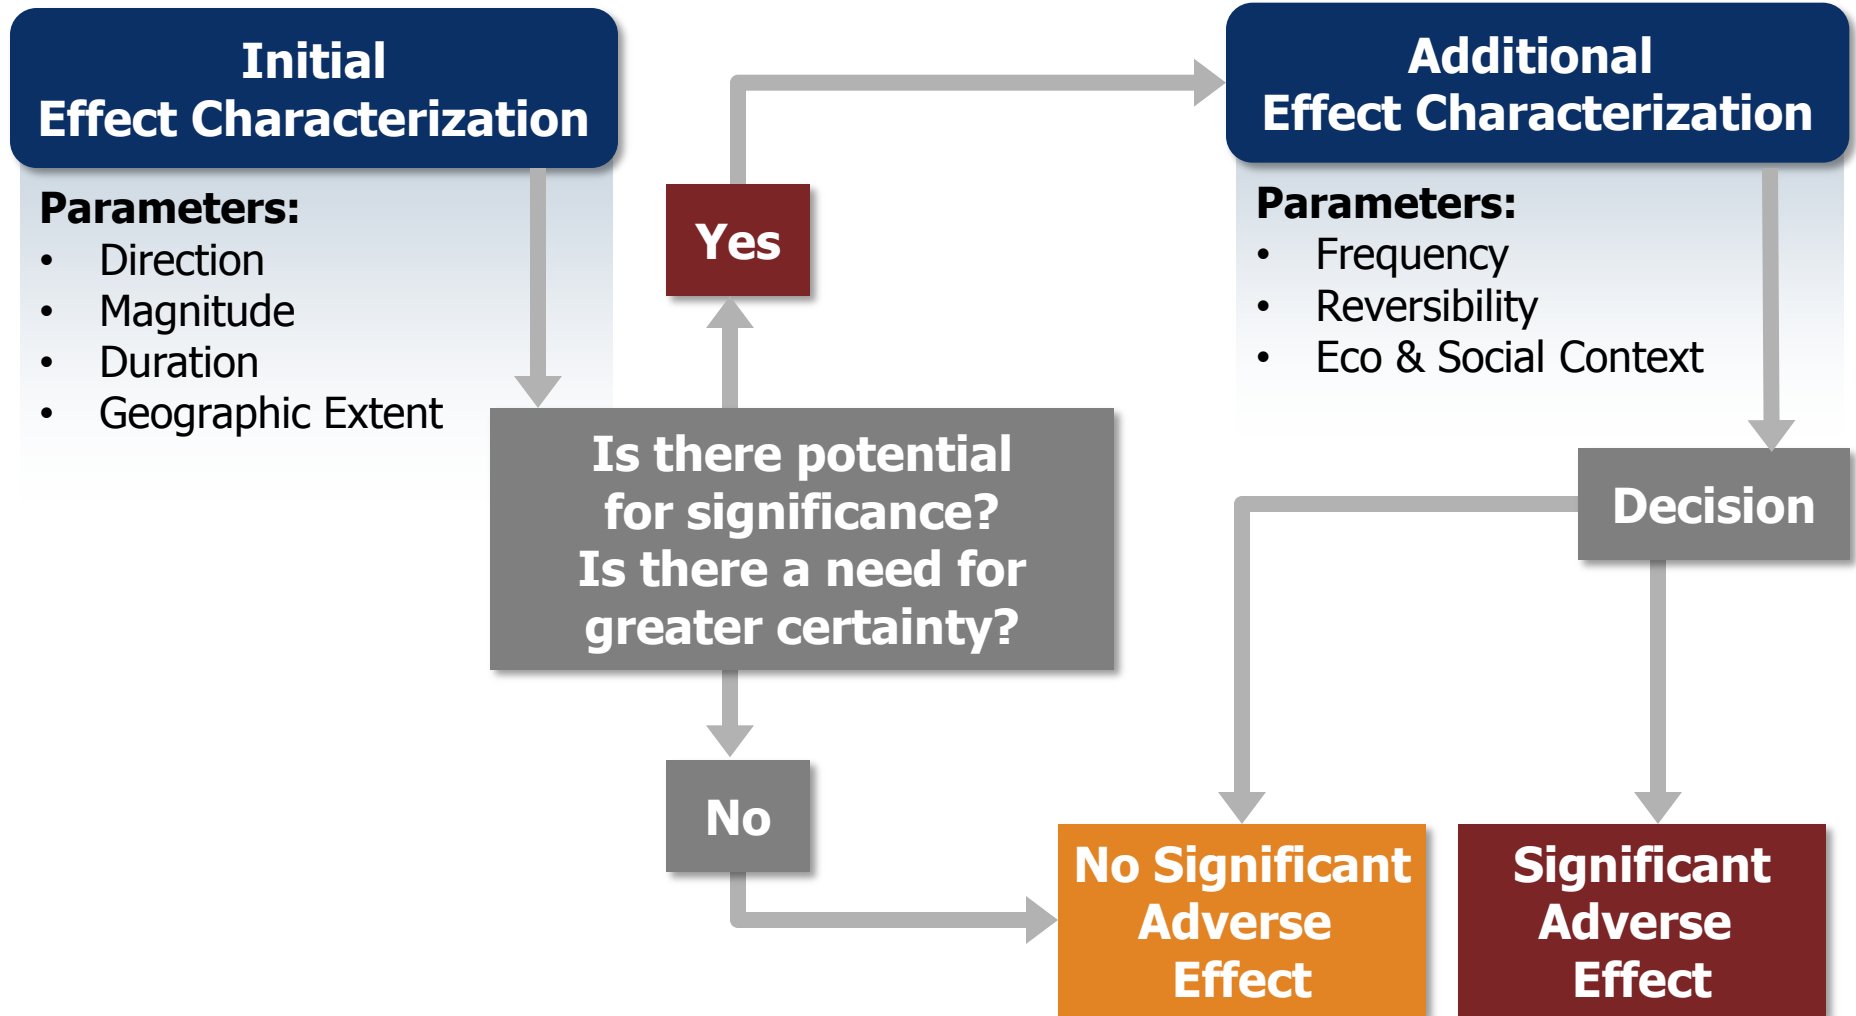 Initial
Effect Characterization
Parameters:
• Direction
• Magnitude
• Duration
• Geographic Extent
Yes
Is there potential
for significance?
Is there a need for
greater certainty?
No
Additional
Effect Characterization
Parameters:
• Frequency
• Reversibility
• Eco & Social Context
Decision
No Significant
Adverse
Effect
Significant
Adverse
Effect